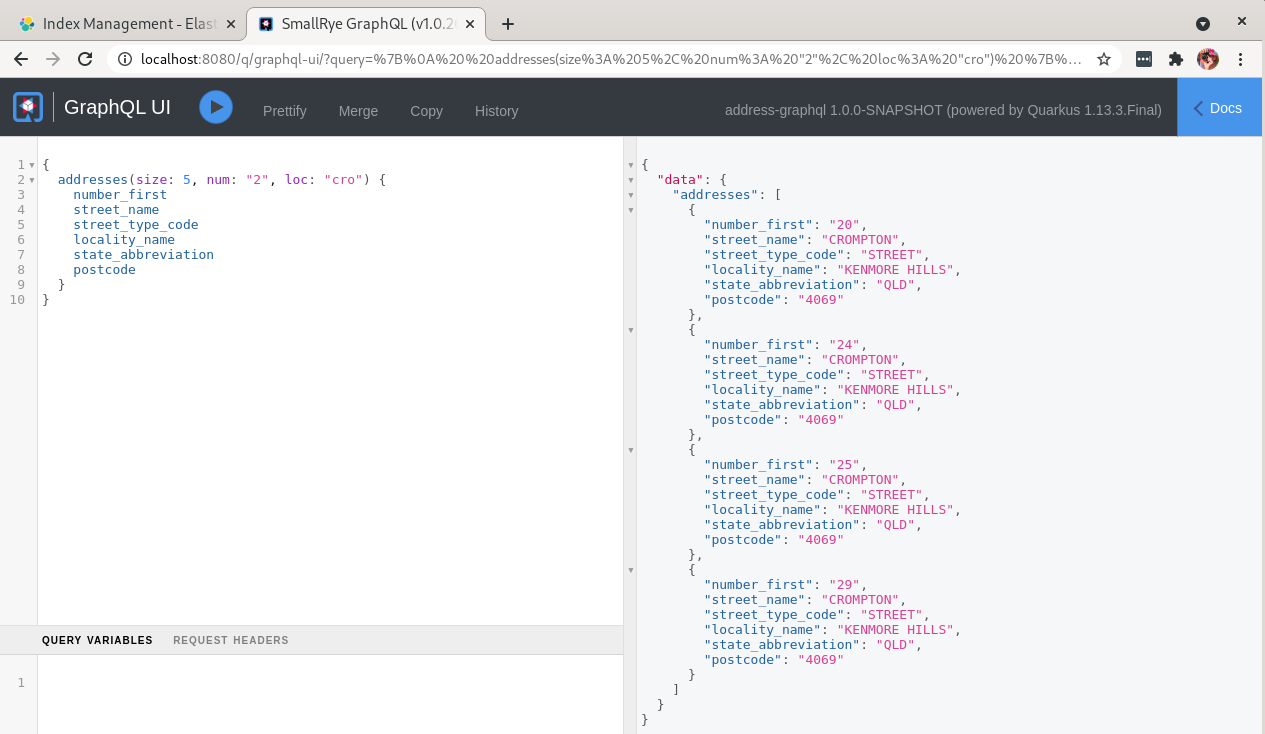 Index Management - Elast
SmallRye GraphQL (v1.0.20
localhost:8080/q/graphql-ui/?query=%7B%0A%20%20addresses(size%3A%205%2C%20num%3A%20"2"%2C%20loc%3A%20"cro")%20%7B%...
GraphQL UI
Prettify
Merge
Copy
History
address-graphql 1.0.0-SNAPSHOT (powered by Quarkus 1.13.3.Final)
Docs
1 {
2 addresses(size: 5, num: "2", loc: "cro") {
3 number_first
4 street_name
5 street_type_code
6 locality_name
7 state_abbreviation
8 postcode
9 }
10 }
QUERY VARIABLES
REQUEST HEADERS
1
{
"data": {
"addresses": [
{
"number_first": "20",
"street_name": "CROMPTON",
"street_type_code": "STREET",
"locality_name": "KENMORE HILLS",
"state_abbreviation": "QLD",
"postcode": "4069"
},
{
"number_first": "24",
"street_name": "CROMPTON",
"street_type_code": "STREET",
"locality_name": "KENMORE HILLS",
"state_abbreviation": "QLD",
"postcode": "4069"
},
{
"number_first": "25",
"street_name": "CROMPTON",
"street_type_code": "STREET",
"locality_name": "KENMORE HILLS",
"state_abbreviation": "QLD",
"postcode": "4069"
},
{
"number_first": "29",
"street_name": "CROMPTON",
"street_type_code": "STREET",
"locality_name": "KENMORE HILLS",
"state_abbreviation": "QLD",
"postcode": "4069"
}
]
}
}